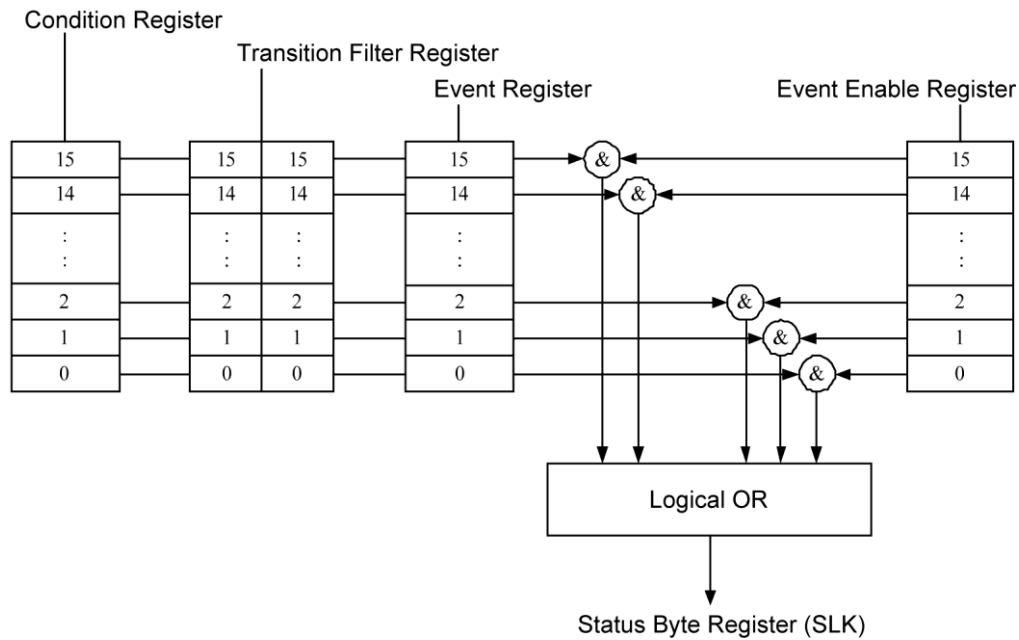 Condition Register
Transition Filter Register
Event Register
Event Enable Register
15 15 15 15 & 15
14 14 14 14 & 14
: : : : :
: : : : :
2 2 2 2 & 2
1 1 1 1 & 1
0 0 0 0 & 0
Logical OR
Status Byte Register (SLK)